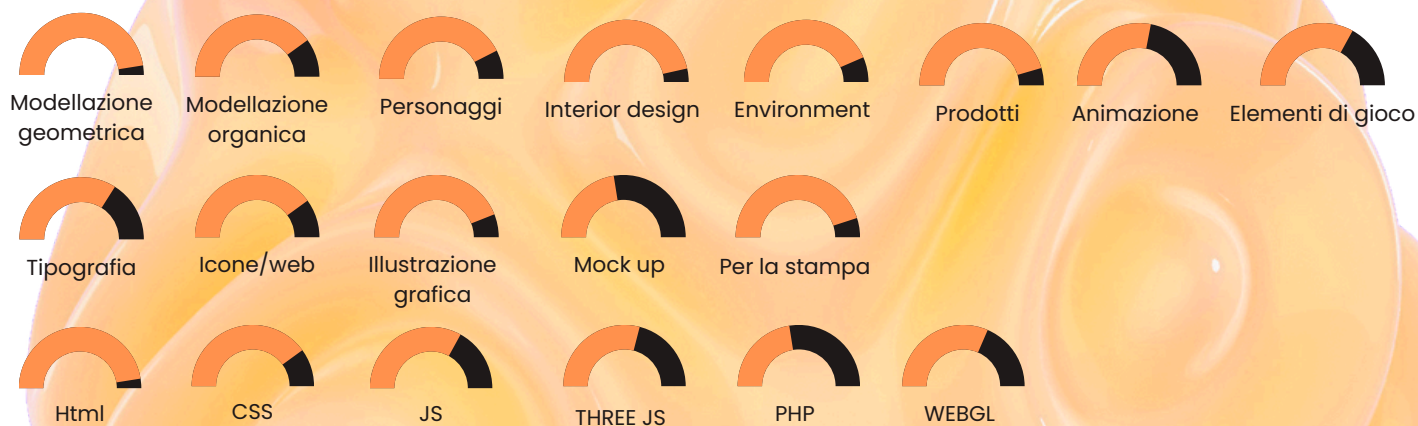 Modellazione
geometrica
Modellazione
organica
Personaggi
Interior design
Environment
Prodotti
Animazione
Elementi di gioco
Tipografia
Icone/web
Illustrazione
grafica
Mock up
Per la stampa
Html
CSS
JS
THREE JS
PHP
WEBGL